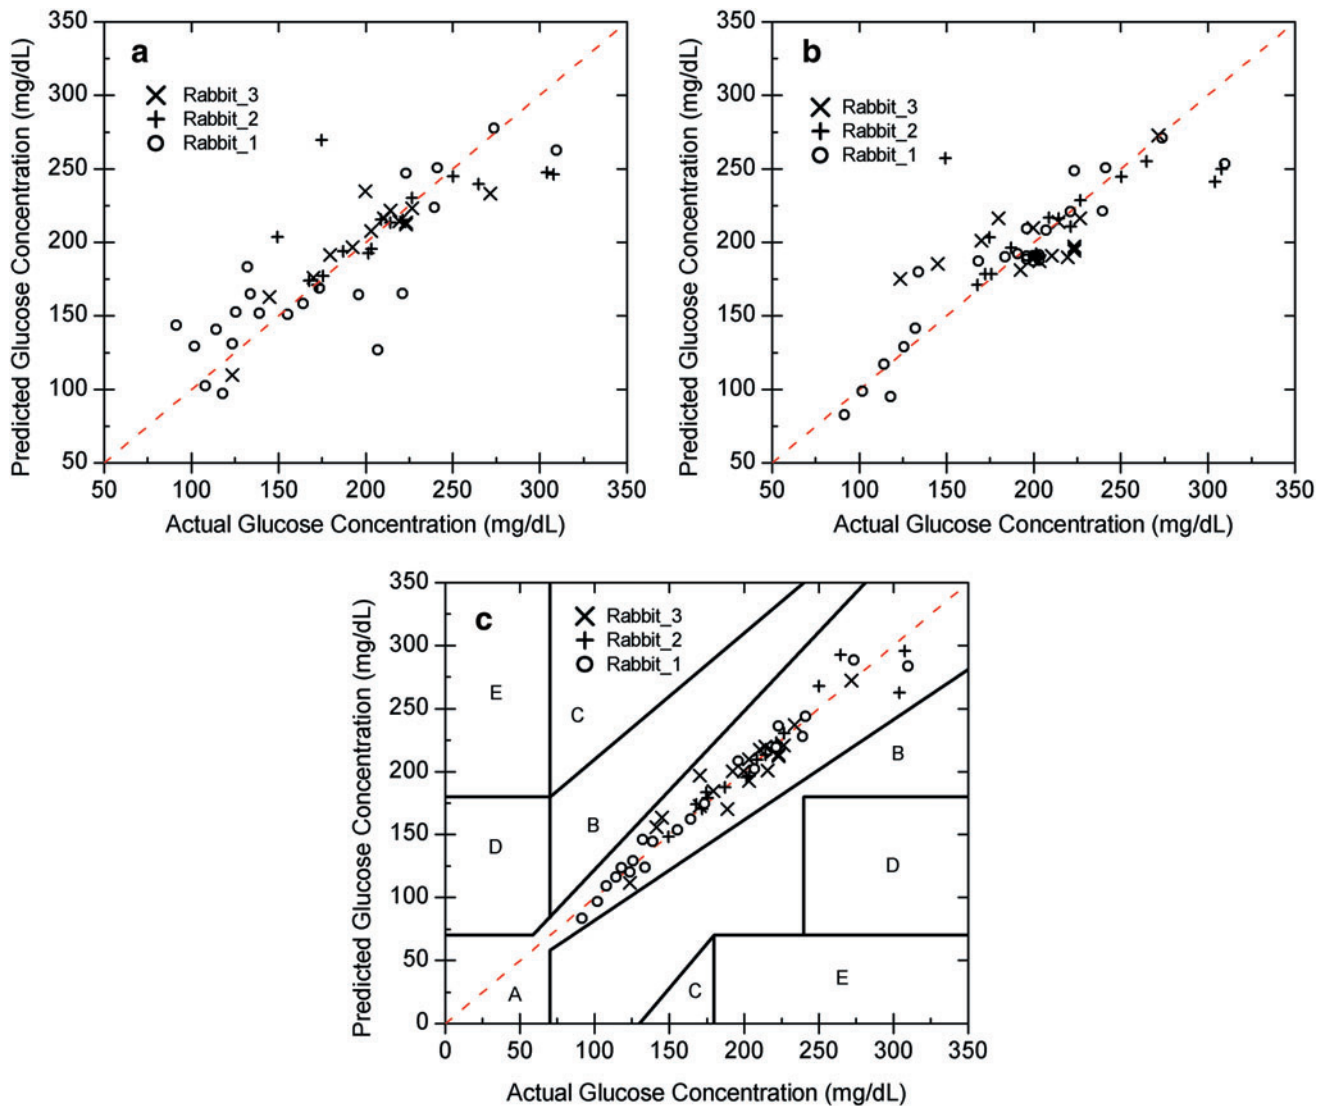 350
300
250
200
150
100
50
Predicted Glucose Concentration (mg/dL)
a
Rabbit_3
Rabbit_2
Rabbit_1
50 100 150 200 250 300 350
Actual Glucose Concentration (mg/dL)
350
300
250
200
150
100
50
Predicted Glucose Concentration (mg/dL)
b
Rabbit_3
Rabbit_2
Rabbit_1
50 100 150 200 250 300 350
Actual Glucose Concentration (mg/dL)
350
300
250
200
150
100
50
0
Predicted Glucose Concentration (mg/dL)
c
Rabbit_3
Rabbit_2
Rabbit_1
E
C
B
B
D
D
A
C
E
0 50 100 150 200 250 300 350
Actual Glucose Concentration (mg/dL)